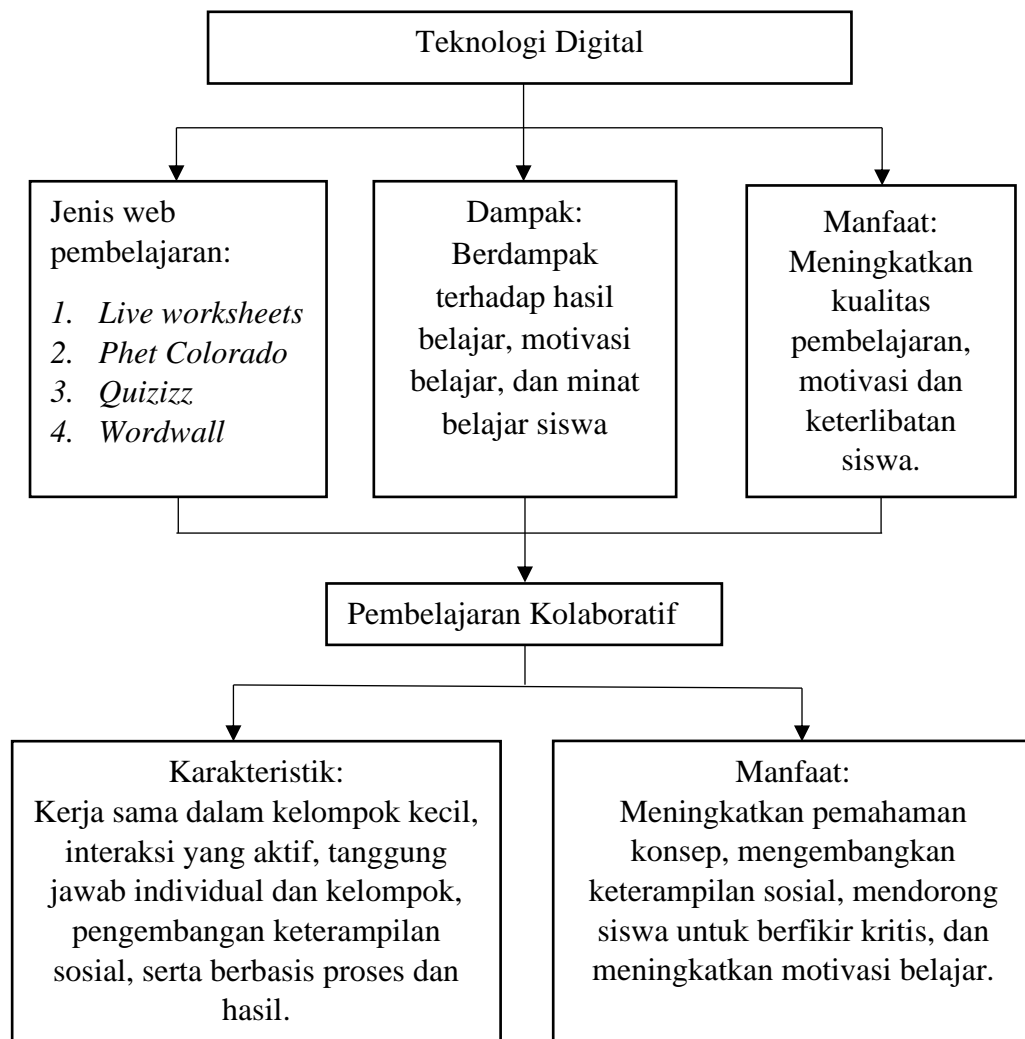 Teknologi Digital
Jenis web
pembelajaran:
1. Live worksheets
2. Phet Colorado
3. Quizizz
4. Wordwall
Dampak:
Berdampak
terhadap hasil
belajar, motivasi
belajar, dan minat
belajar siswa
Manfaat:
Meningkatkan
kualitas
pembelajaran,
motivasi dan
keterlibatan
siswa.
Pembelajaran Kolaboratif
Karakteristik:
Kerja sama dalam kelompok kecil,
interaksi yang aktif, tanggung
jawab individual dan kelompok,
pengembangan keterampilan
sosial, serta berbasis proses dan
hasil.
Manfaat:
Meningkatkan pemahaman
konsep, mengembangkan
keterampilan sosial, mendorong
siswa untuk berfikir kritis, dan
meningkatkan motivasi belajar.